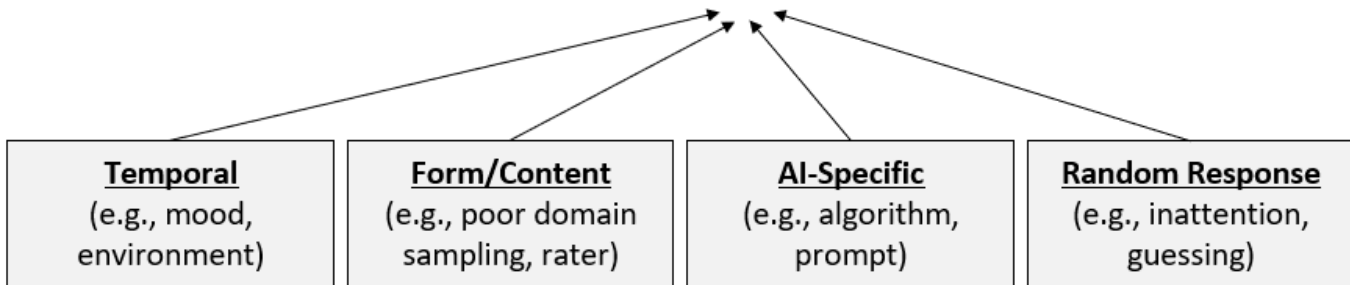 Temporal
(e.g., mood,
environment)
Form/Content
(e.g., poor domain
sampling, rater)
AI-Specific
(e.g., algorithm,
prompt)
Random Response
(e.g., inattention,
guessing)